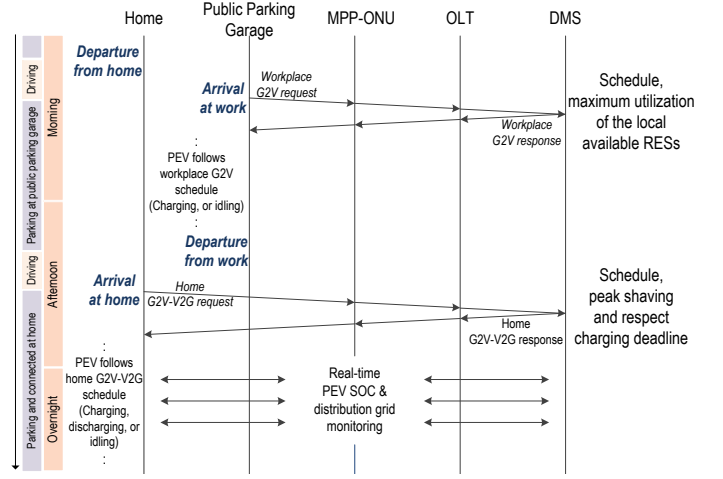 Home
Public Parking
Garage
MPP-ONU
OLT
DMS
Driving
Parking at public parking garage
Driving
Parking and connected at home
Morning
Afternoon
Overnight
Departure
from home
Arrival
at work
Workplace
G2V request
Workplace
G2V response
Schedule,
maximum utilization
of the local
available RESs
:
PEV follows
workplace G2V
schedule
(Charging, or idling)
:
Departure
from work
Arrival
at home
Home
G2V-V2G request
Home
G2V-V2G response
Schedule,
peak shaving
and respect
charging deadline
:
PEV follows
home G2V-V2G
schedule
(Charging,
discharging, or
idling)
:
Real-time
PEV SOC &
distribution grid
monitoring